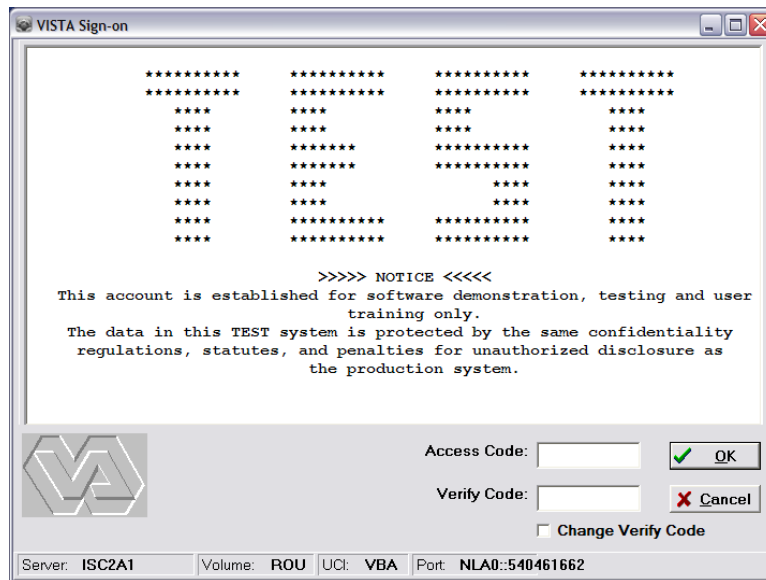 VISTA Sign-on
********** ********** ********** **********
********** ********** ********** **********
**** **** **** ****
**** **** **** ****
**** ******* ********** ****
**** ******* ********** ****
**** **** **** ****
**** **** **** ****
**** ********** ********** ****
**** ********** ********** ****
>>>>> NOTICE <<<<<
This account is established for software demonstration, testing and user
training only.
The data in this TEST system is protected by the same confidentiality
regulations, statutes, and penalties for unauthorized disclosure as
the production system.
Access Code:
OK
Verify Code:
Cancel
Change Verify Code
Server: ISC2A1 Volume: ROU UCI: VBA Port: NLA0::540461662